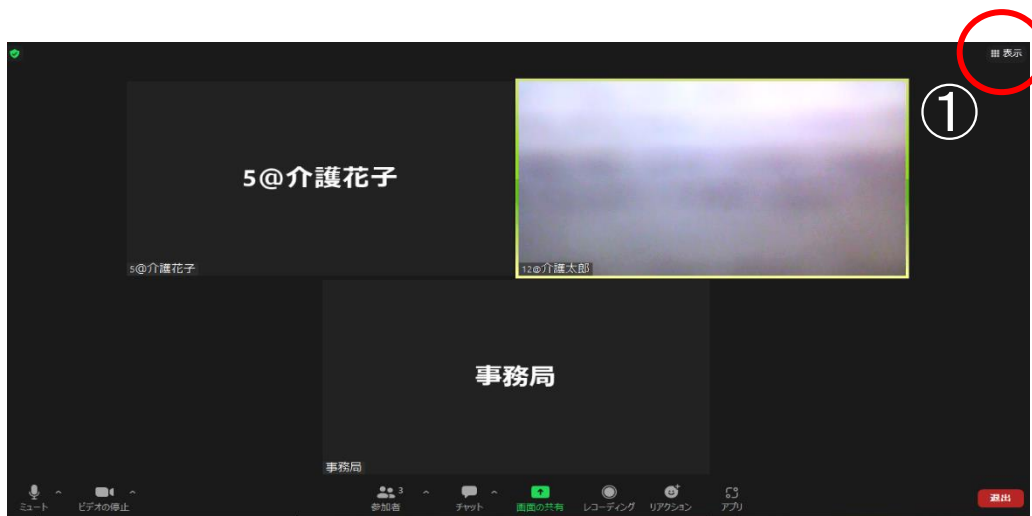 表示
①
5@介護花子
5@介護花子
12@介護太郎
事務局
事務局
ミュート
ビデオの停止
3
参加者
チャット
画面の共有
レコーディング
リアクション
アプリ
退出